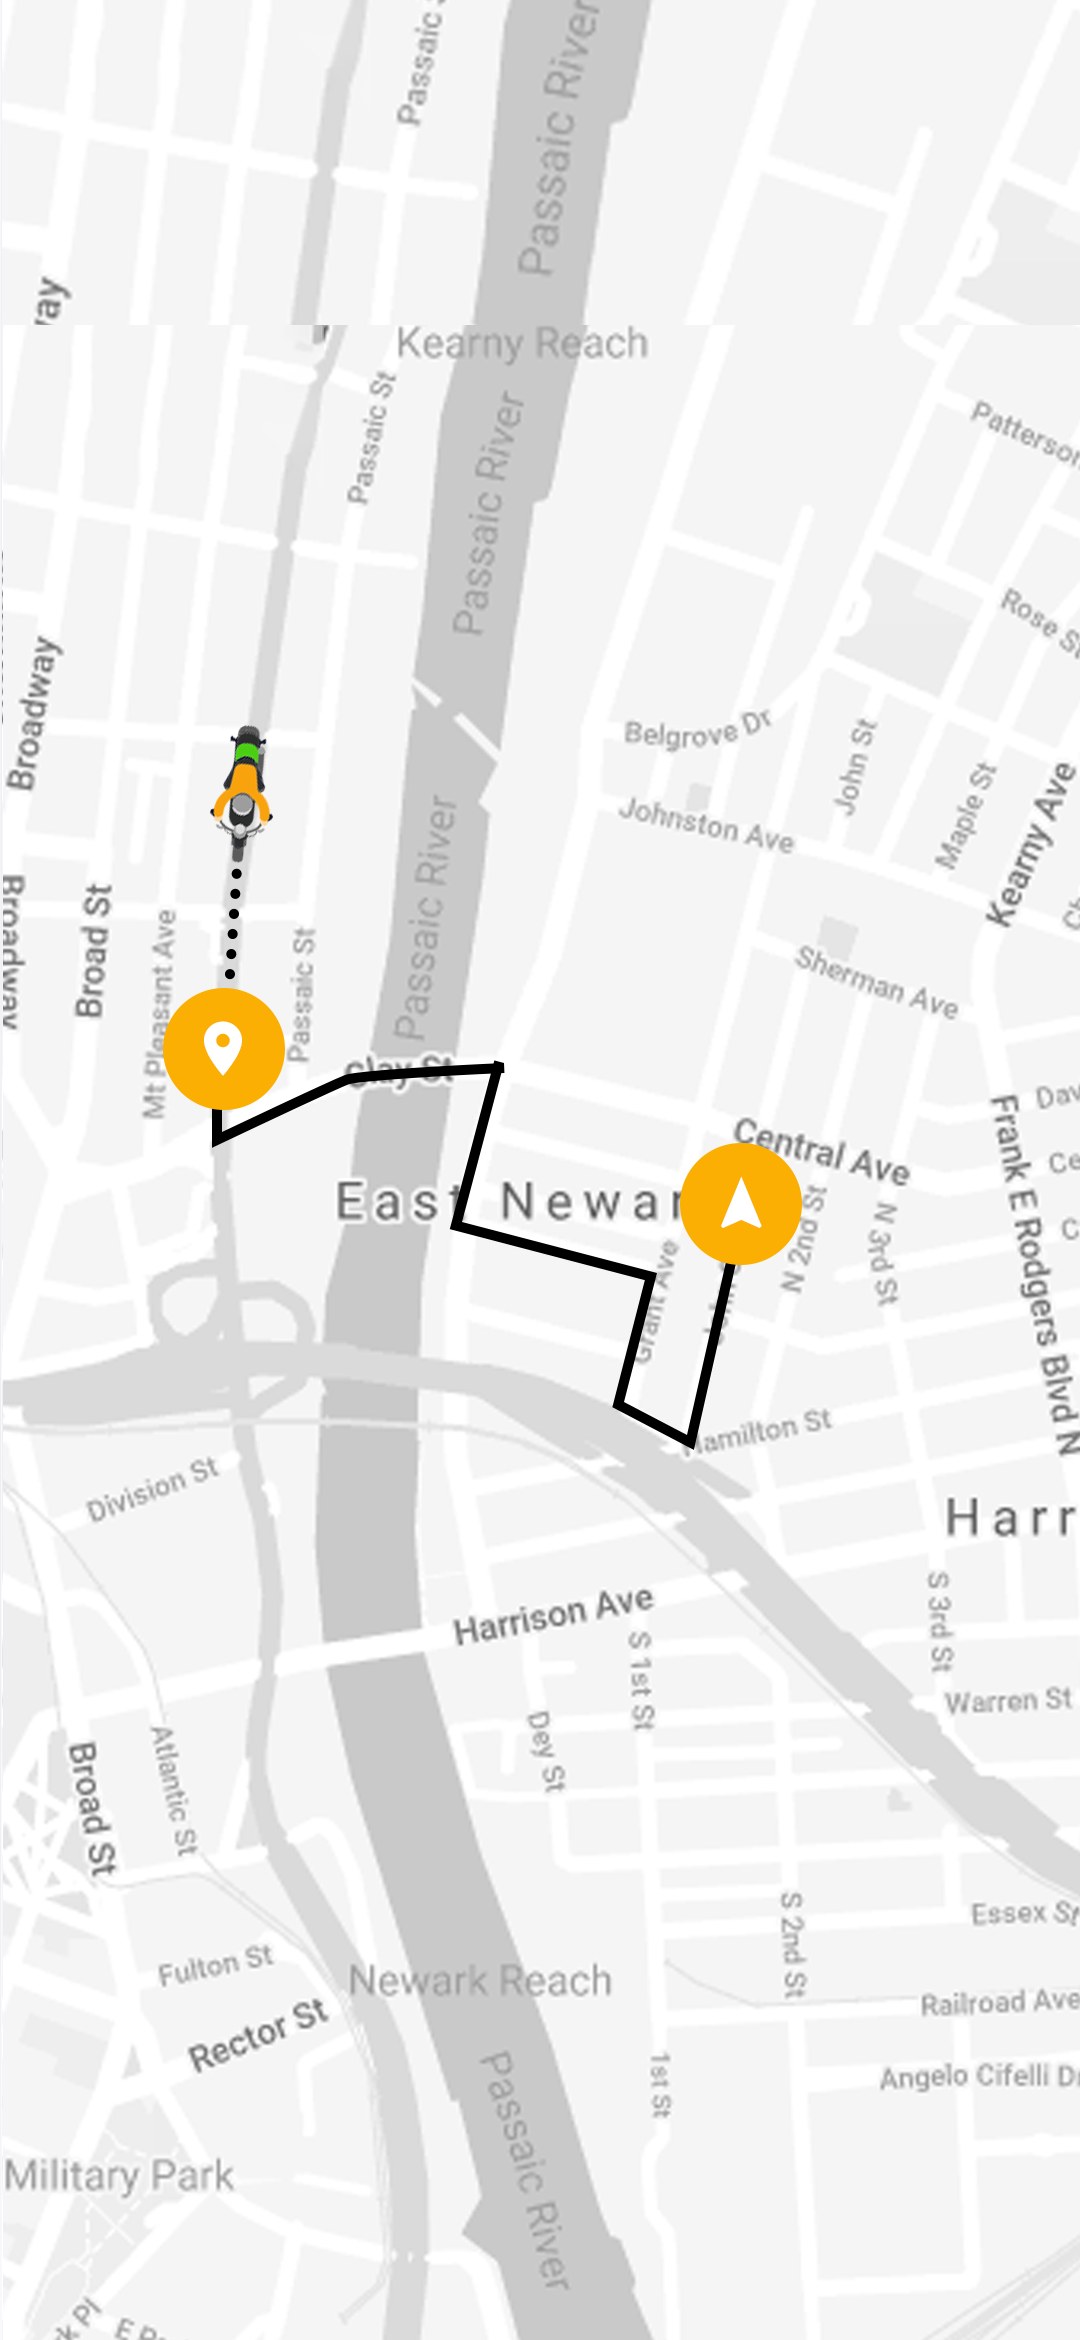 Passaic
Passaic River
Kearny Reach
Passaic St
Passaic River
Patterson
Rose St
Broadway
Belgrove Dr
John St
Johnston Ave
Maple St
Kearny Ave
Passaic River
Broadway
Broad St
Mt Pleasant Ave
Passaic St
Sherman Ave
Clay St
Central Ave
Frank E Rodgers Blvd N
East Newar
Grant Ave
N 2nd St
N 3rd St
Hamilton St
Division St
Harr
Harrison Ave
S 1st St
S 3rd St
Warren St
Dey St
Broad St
Atlantic St
S 2nd St
Essex St
Fulton St
Newark Reach
Rector St
Railroad Ave
1st St
Angelo Cifelli Dr
Passaic River
Military Park